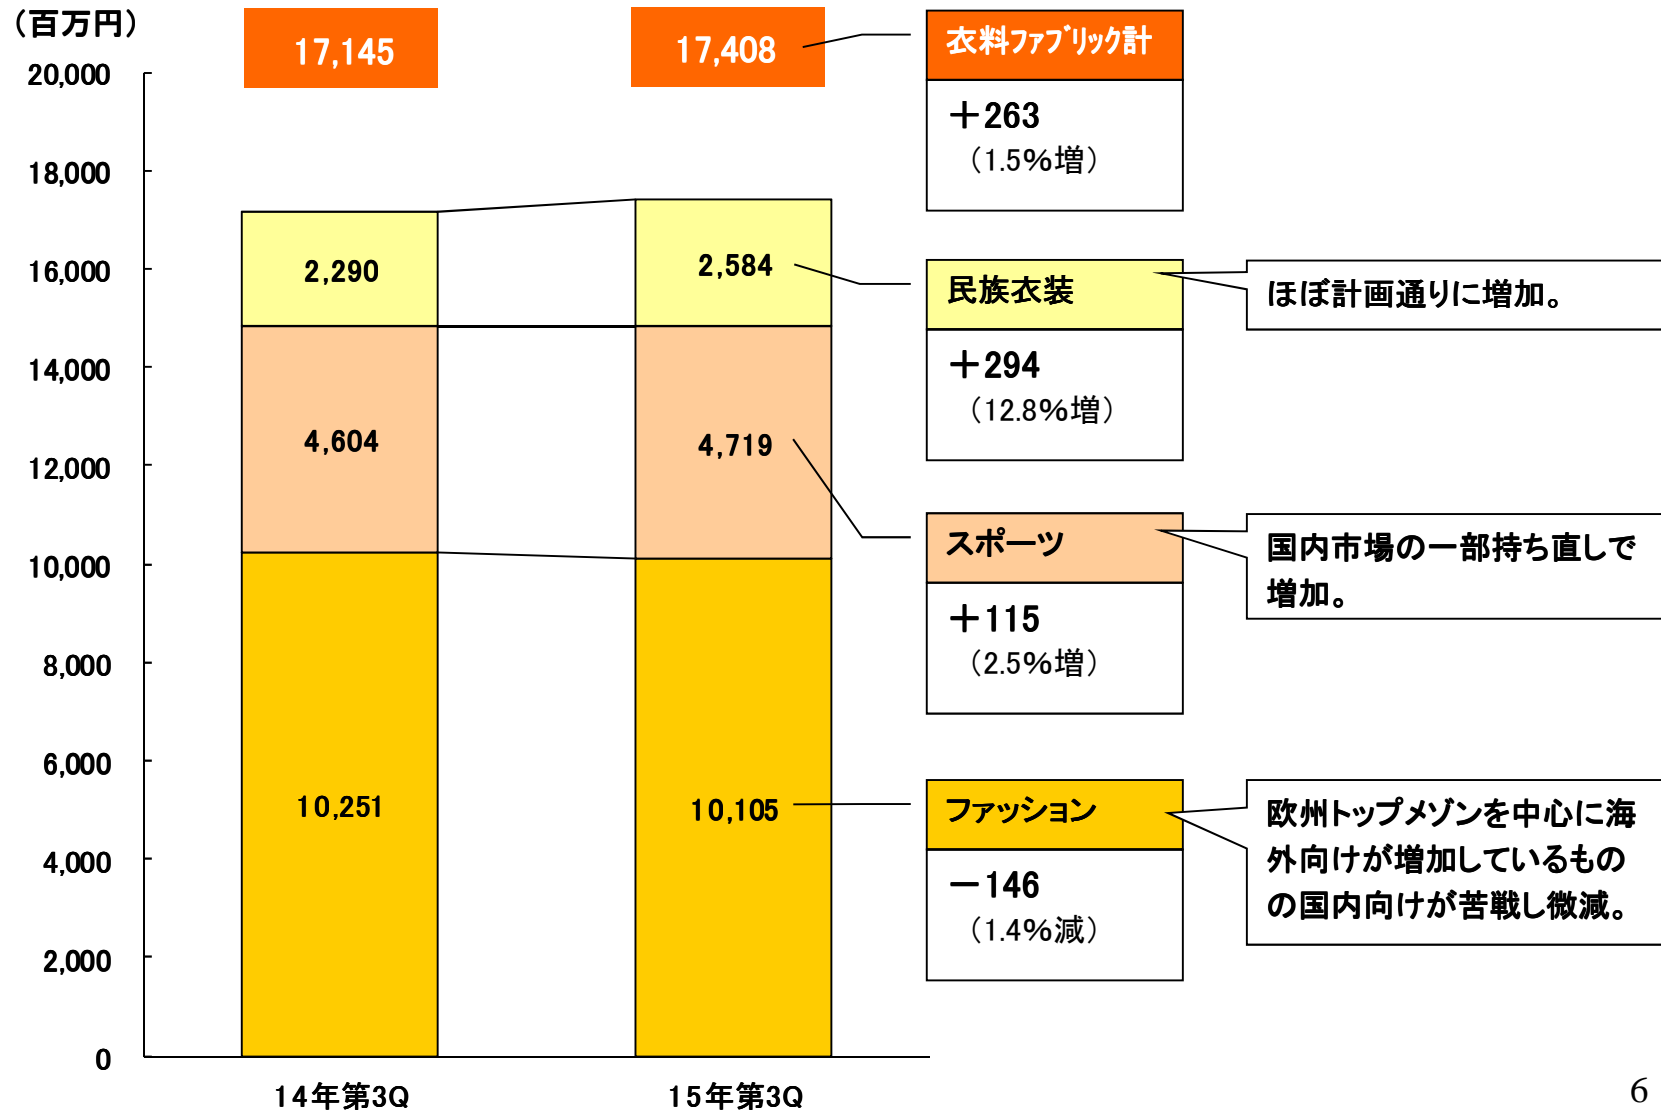 （百万円）
17,145
17,408
衣料ファブリック計
20,000
＋263
（1.5%増）
18,000
2,290
2,584
民族衣装
ほぼ計画通りに増加。
16,000
＋294
（12.8%増）
14,000
4,604
4,719
12,000
スポーツ
国内市場の一部持ち直しで
増加。
10,000
＋115
（2.5%増）
8,000
6,000
10,251
10,105
ファッション
欧州トップメゾンを中心に海
外向けが増加しているもの
の国内向けが苦戦し微減。
4,000
－146
（1.4%減）
2,000
0
14年第3Q
15年第3Q
6